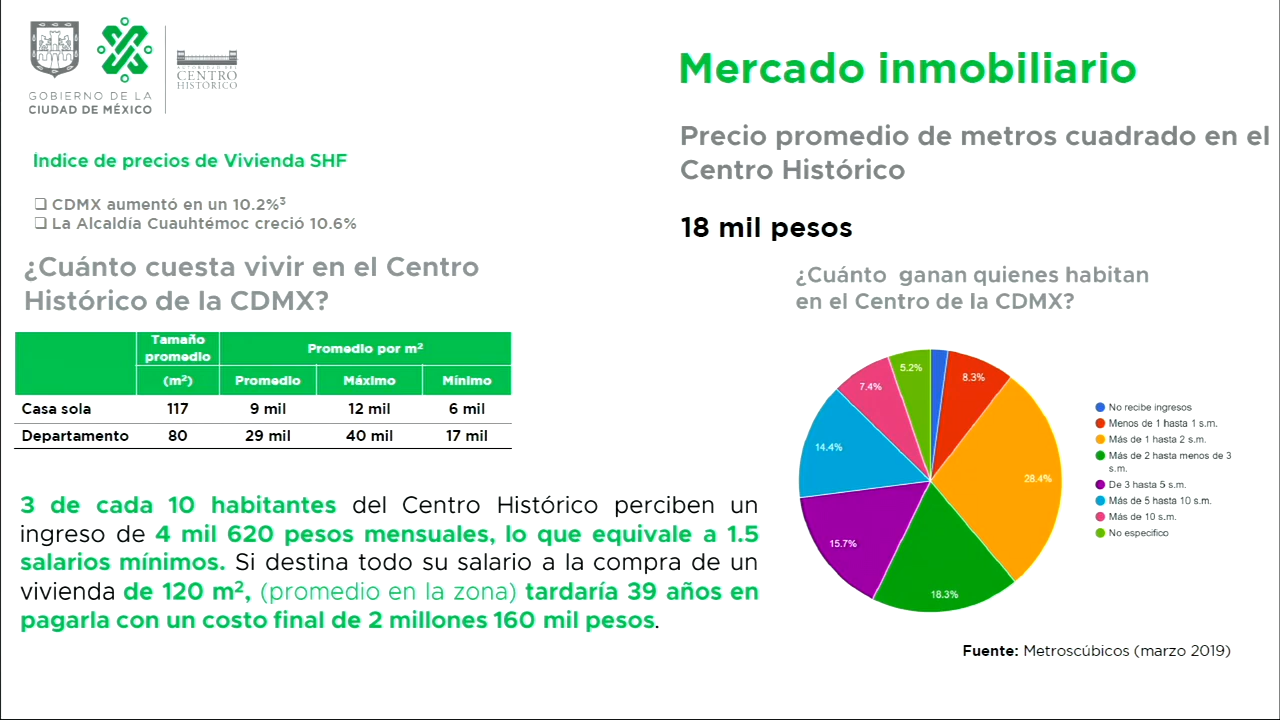 GOBIERNO DE LA
CIUDAD DE MÉXICO
AUTORIDAD DEL
CENTRO
HISTÓRICO
Mercado inmobiliario
Precio promedio de metros cuadrado en el
Centro Histórico
18 mil pesos
Índice de precios de Vivienda SHF
❑ CDMX aumentó en un 10.2%³
❑ La Alcaldía Cuauhtémoc creció 10.6%
¿Cuánto cuesta vivir en el Centro
Histórico de la CDMX?
Tamaño promedio Promedio por m²
(m²) Promedio Máximo Mínimo
Casa sola 117 9 mil 12 mil 6 mil
Departamento 80 29 mil 40 mil 17 mil
3 de cada 10 habitantes del Centro Histórico perciben un
ingreso de 4 mil 620 pesos mensuales, lo que equivale a 1.5
salarios mínimos. Si destina todo su salario a la compra de un
vivienda de 120 m², (promedio en la zona) tardaría 39 años en
pagarla con un costo final de 2 millones 160 mil pesos.
¿Cuánto ganan quienes habitan
en el Centro de la CDMX?
8.3%
28.4%
18.3%
15.7%
14.4%
7.4%
5.2%
No recibe ingresos
Menos de 1 hasta 1 s.m.
Más de 1 hasta 2 s.m.
Más de 2 hasta menos de 3
s.m.
De 3 hasta 5 s.m.
Más de 5 hasta 10 s.m.
Más de 10 s.m.
No especifico
Fuente: Metroscúbicos (marzo 2019)